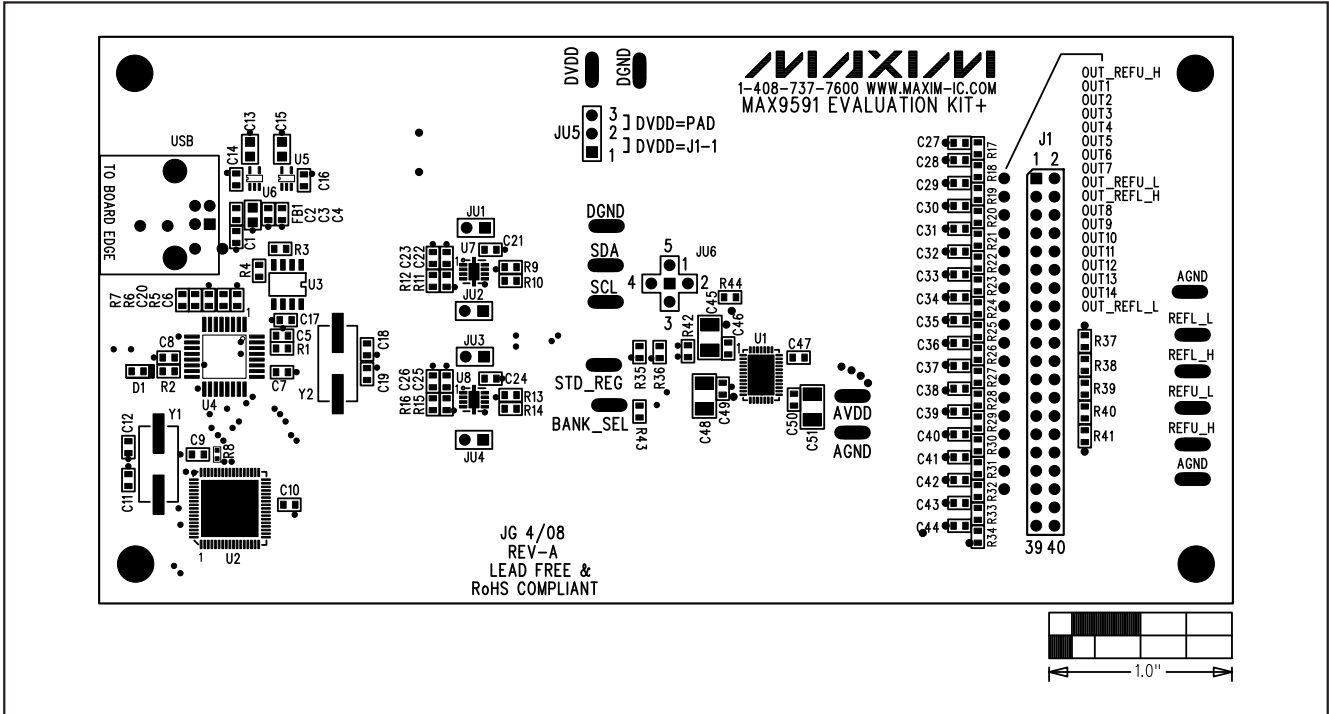 DVDD
DGND
MAXIM
1-408-737-7600 WWW.MAXIM-IC.COM
MAX9591 EVALUATION KIT+
JU5
3
2
1
DVDD=PAD
DVDD=J1-1
OUT_REFU_H
OUT1
OUT2
OUT3
OUT4
OUT5
OUT6
OUT7
OUT_REFU_L
OUT_REFL_H
OUT8
OUT9
OUT10
OUT11
OUT12
OUT13
OUT14
OUT_REFL_L
USB
TO BOARD EDGE
C13
C15
C14
U5
C16
U6
FB1
C2
C3
C4
C1
R3
R4
U3
R7
R6
C20
R5
C6
1
C17
C5
R1
C8
D1
R2
C7
U4
Y2
C18
C19
C12
Y1
C9
R8
C11
C10
1
U2
JU1
C23
C22
U7
C21
1
R12
R11
R9
R10
JU2
JU3
C26
C25
U8
C24
1
R16
R15
R13
R14
JU4
DGND
SDA
SCL
STD_REG
BANK_SEL
JU6
5
1
4
2
3
R44
C45
C46
R42
R35
R36
R43
1
U1
C47
C48
C49
C50
C51
AVDD
AGND
C27
C28
C29
C30
C31
C32
C33
C34
C35
C36
C37
C38
C39
C40
C41
C42
C43
C44
R17
R18
R19
R20
R21
R22
R23
R24
R25
R26
R27
R28
R29
R30
R31
R32
R33
R34
J1
1 2
39 40
R37
R38
R39
R40
R41
AGND
REFL_L
REFL_H
REFU_L
REFU_H
AGND
JG 4/08
REV-A
LEAD FREE &
RoHS COMPLIANT
1.0"